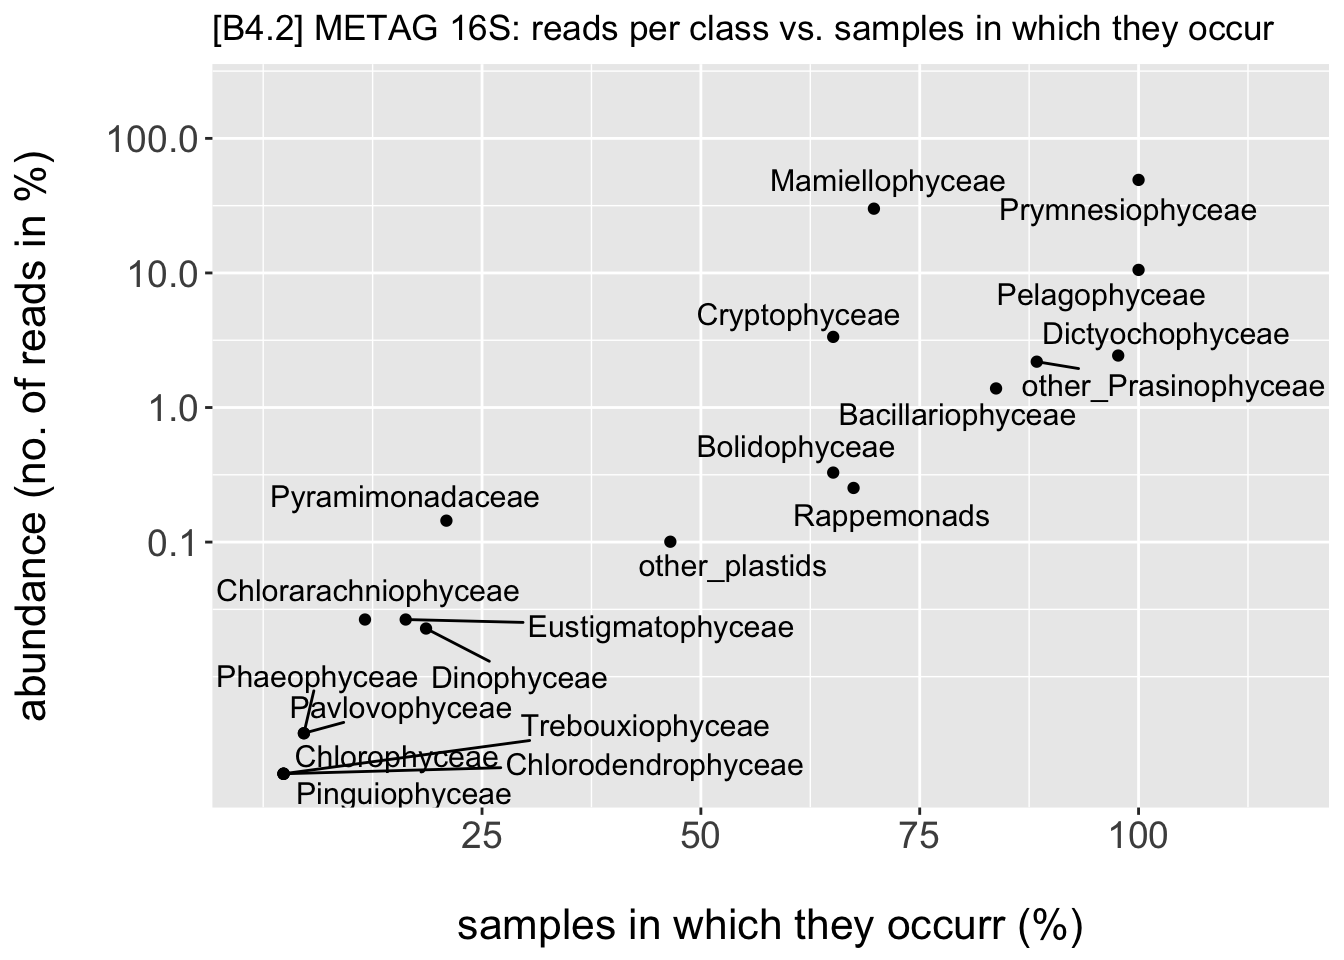 [B4.2] METAG 16S: reads per class vs. samples in which they occur
abundance (no. of reads in %)
100.0
10.0
1.0
0.1
Mamiellophyceae
Prymnesiophyceae
Pelagophyceae
Cryptophyceae
Dictyochophyceae
other_Prasinophyceae
Bacillariophyceae
Bolidophyceae
Pyramimonadaceae
Rappemonads
other_plastids
Chlorarachniophyceae
Eustigmatophyceae
Phaeophyceae
Dinophyceae
Pavlovophyceae
Trebouxiophyceae
Chlorophyceae
Chlorodendrophyceae
Pinguiophyceae
25
50
75
100
samples in which they occurr (%)